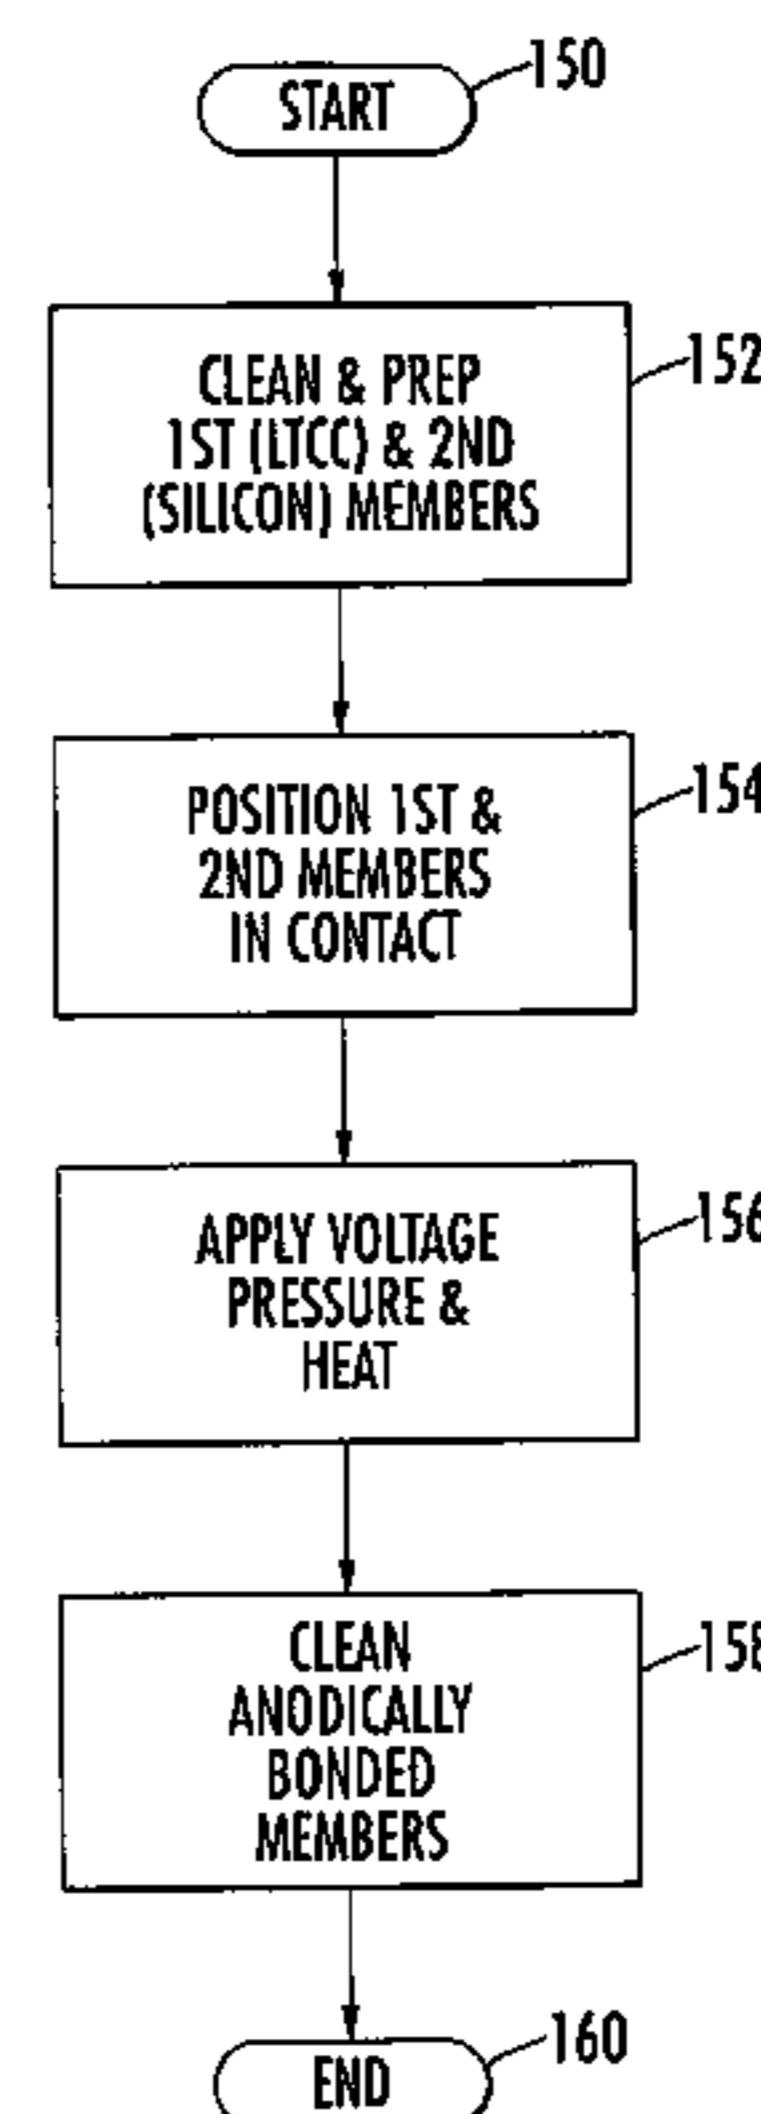 150
START
152
CLEAN & PREP
1ST (LTCC) & 2ND
(SILICON) MEMBERS
154
POSITION 1ST &
2ND MEMBERS
IN CONTACT
156
APPLY VOLTAGE
PRESSURE &
HEAT
158
CLEAN
ANODICALLY
BONDED
MEMBERS
160
END